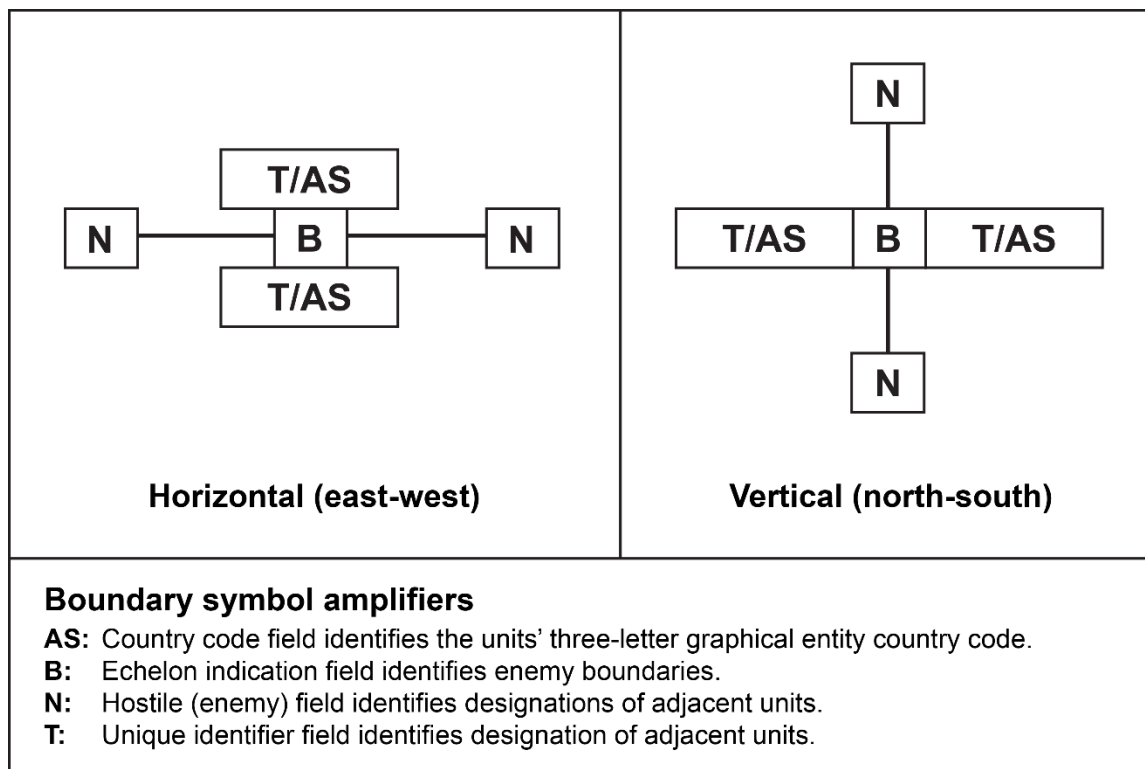 T/AS
N B N
T/AS
Horizontal (east-west)
N
T/AS B T/AS
N
Vertical (north-south)
Boundary symbol amplifiers
AS: Country code field identifies the units’ three-letter graphical entity country code.
B: Echelon indication field identifies enemy boundaries.
N: Hostile (enemy) field identifies designations of adjacent units.
T: Unique identifier field identifies designation of adjacent units.